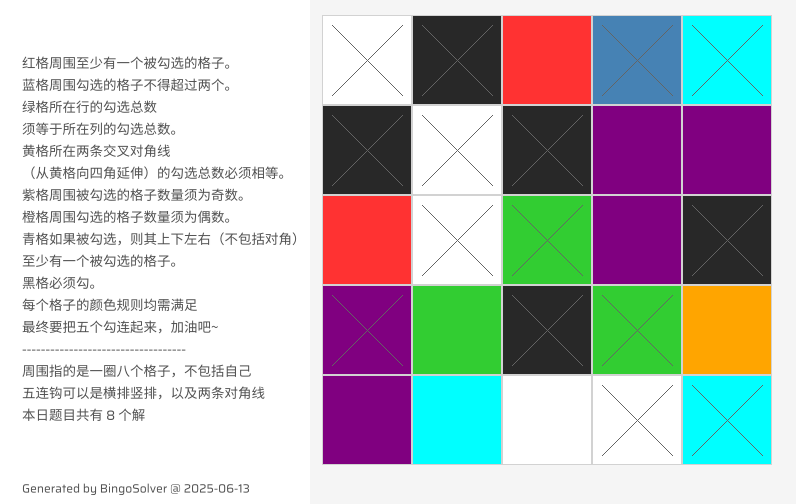 红格周围至少有一个被勾选的格子。
蓝格周围勾选的格子不得超过两个。
绿格所在行的勾选总数
须等于所在列的勾选总数。
黄格所在两条交叉对角线
（从黄格向四角延伸）的勾选总数必须相等。
紫格周围被勾选的格子数量须为奇数。
橙格周围勾选的格子数量须为偶数。
青格如果被勾选，则其上下左右（不包括对角）
至少有一个被勾选的格子。
黑格必须勾。
每个格子的颜色规则均需满足
最终要把五个勾连起来，加油吧~
-----------------------------------
周围指的是一圈八个格子，不包括自己
五连钩可以是横排竖排，以及两条对角线
本日题目共有 8 个解
Generated by BingoSolver @ 2025-06-13